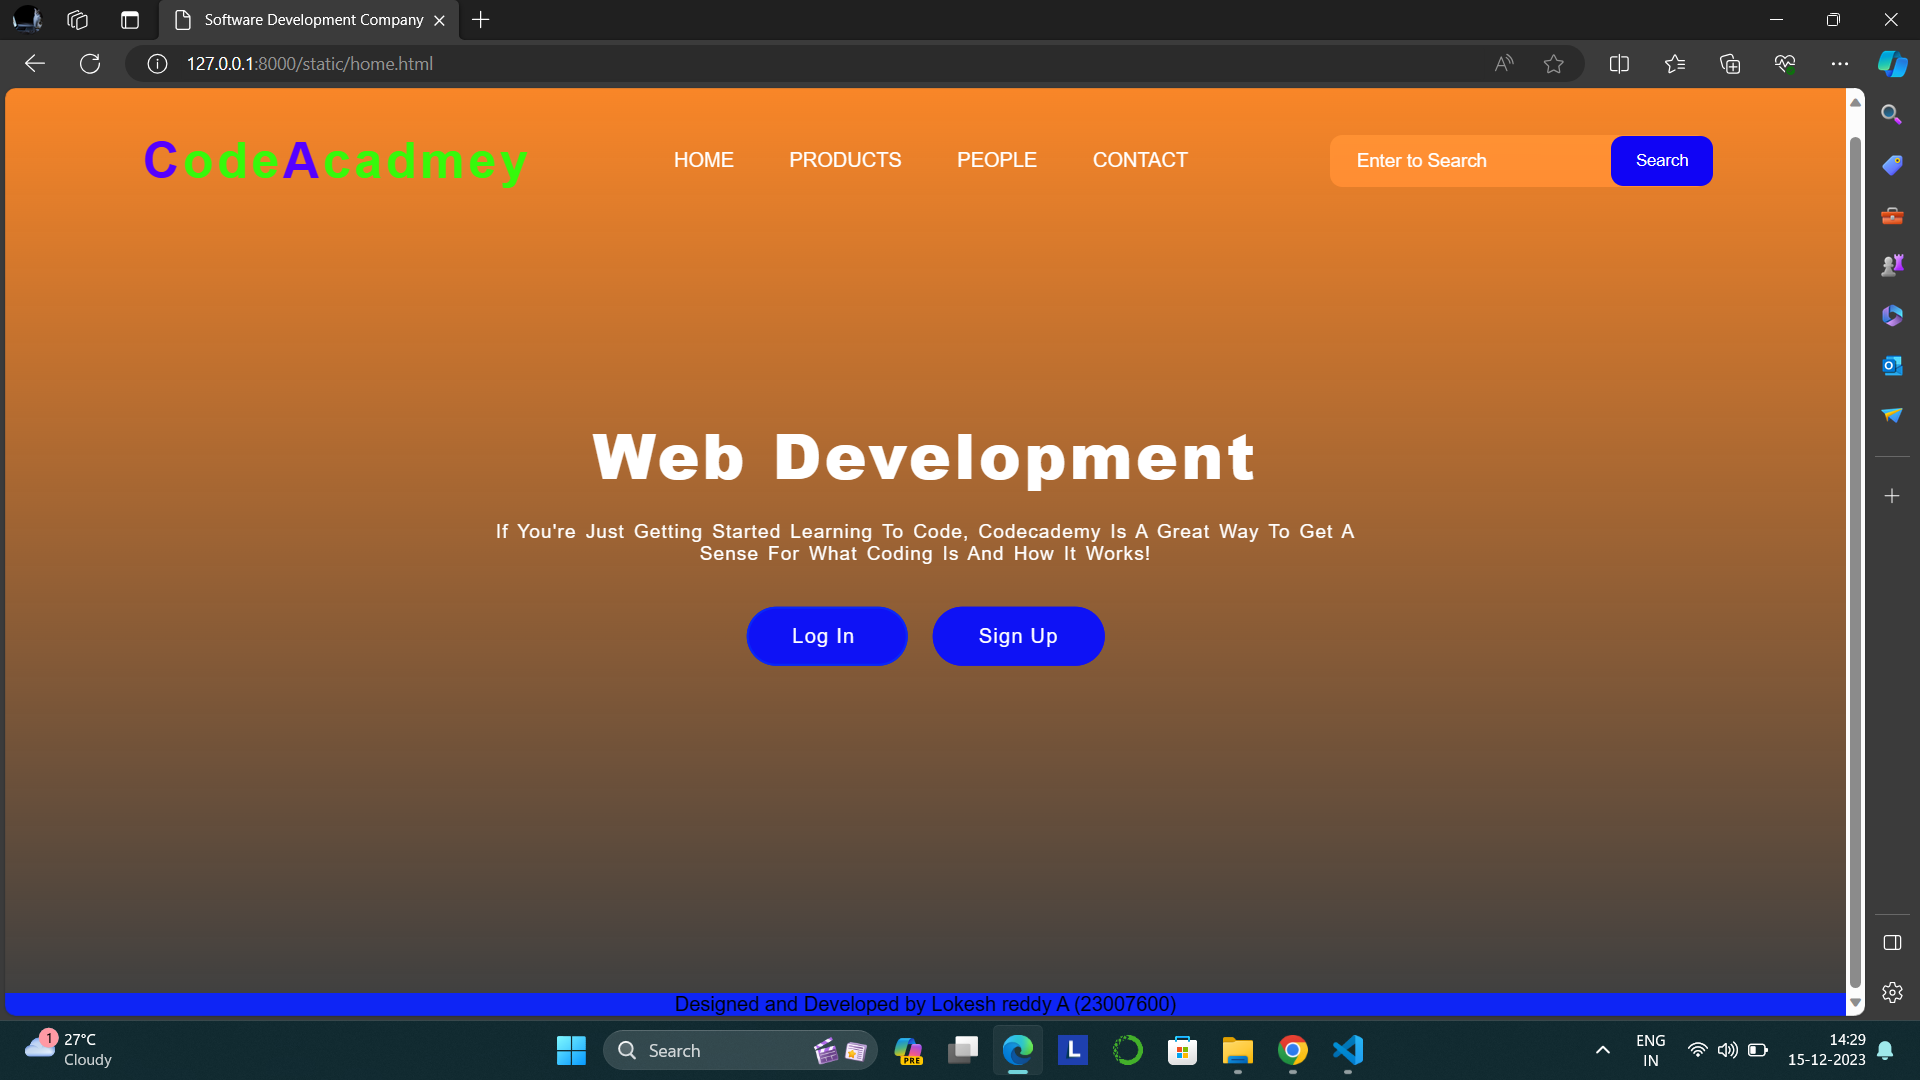 Software Development Company
127.0.0.1:8000/static/home.html
CodeAcadmey
HOME PRODUCTS PEOPLE CONTACT
Enter to Search
Search
Web Development
If You're Just Getting Started Learning To Code, Codecademy Is A Great Way To Get A
Sense For What Coding Is And How It Works!
Log In
Sign Up
Designed and Developed by Lokesh reddy A (23007600)
1
27°C
Cloudy
Search
PRE
L
ENG
IN
14:29
15-12-2023